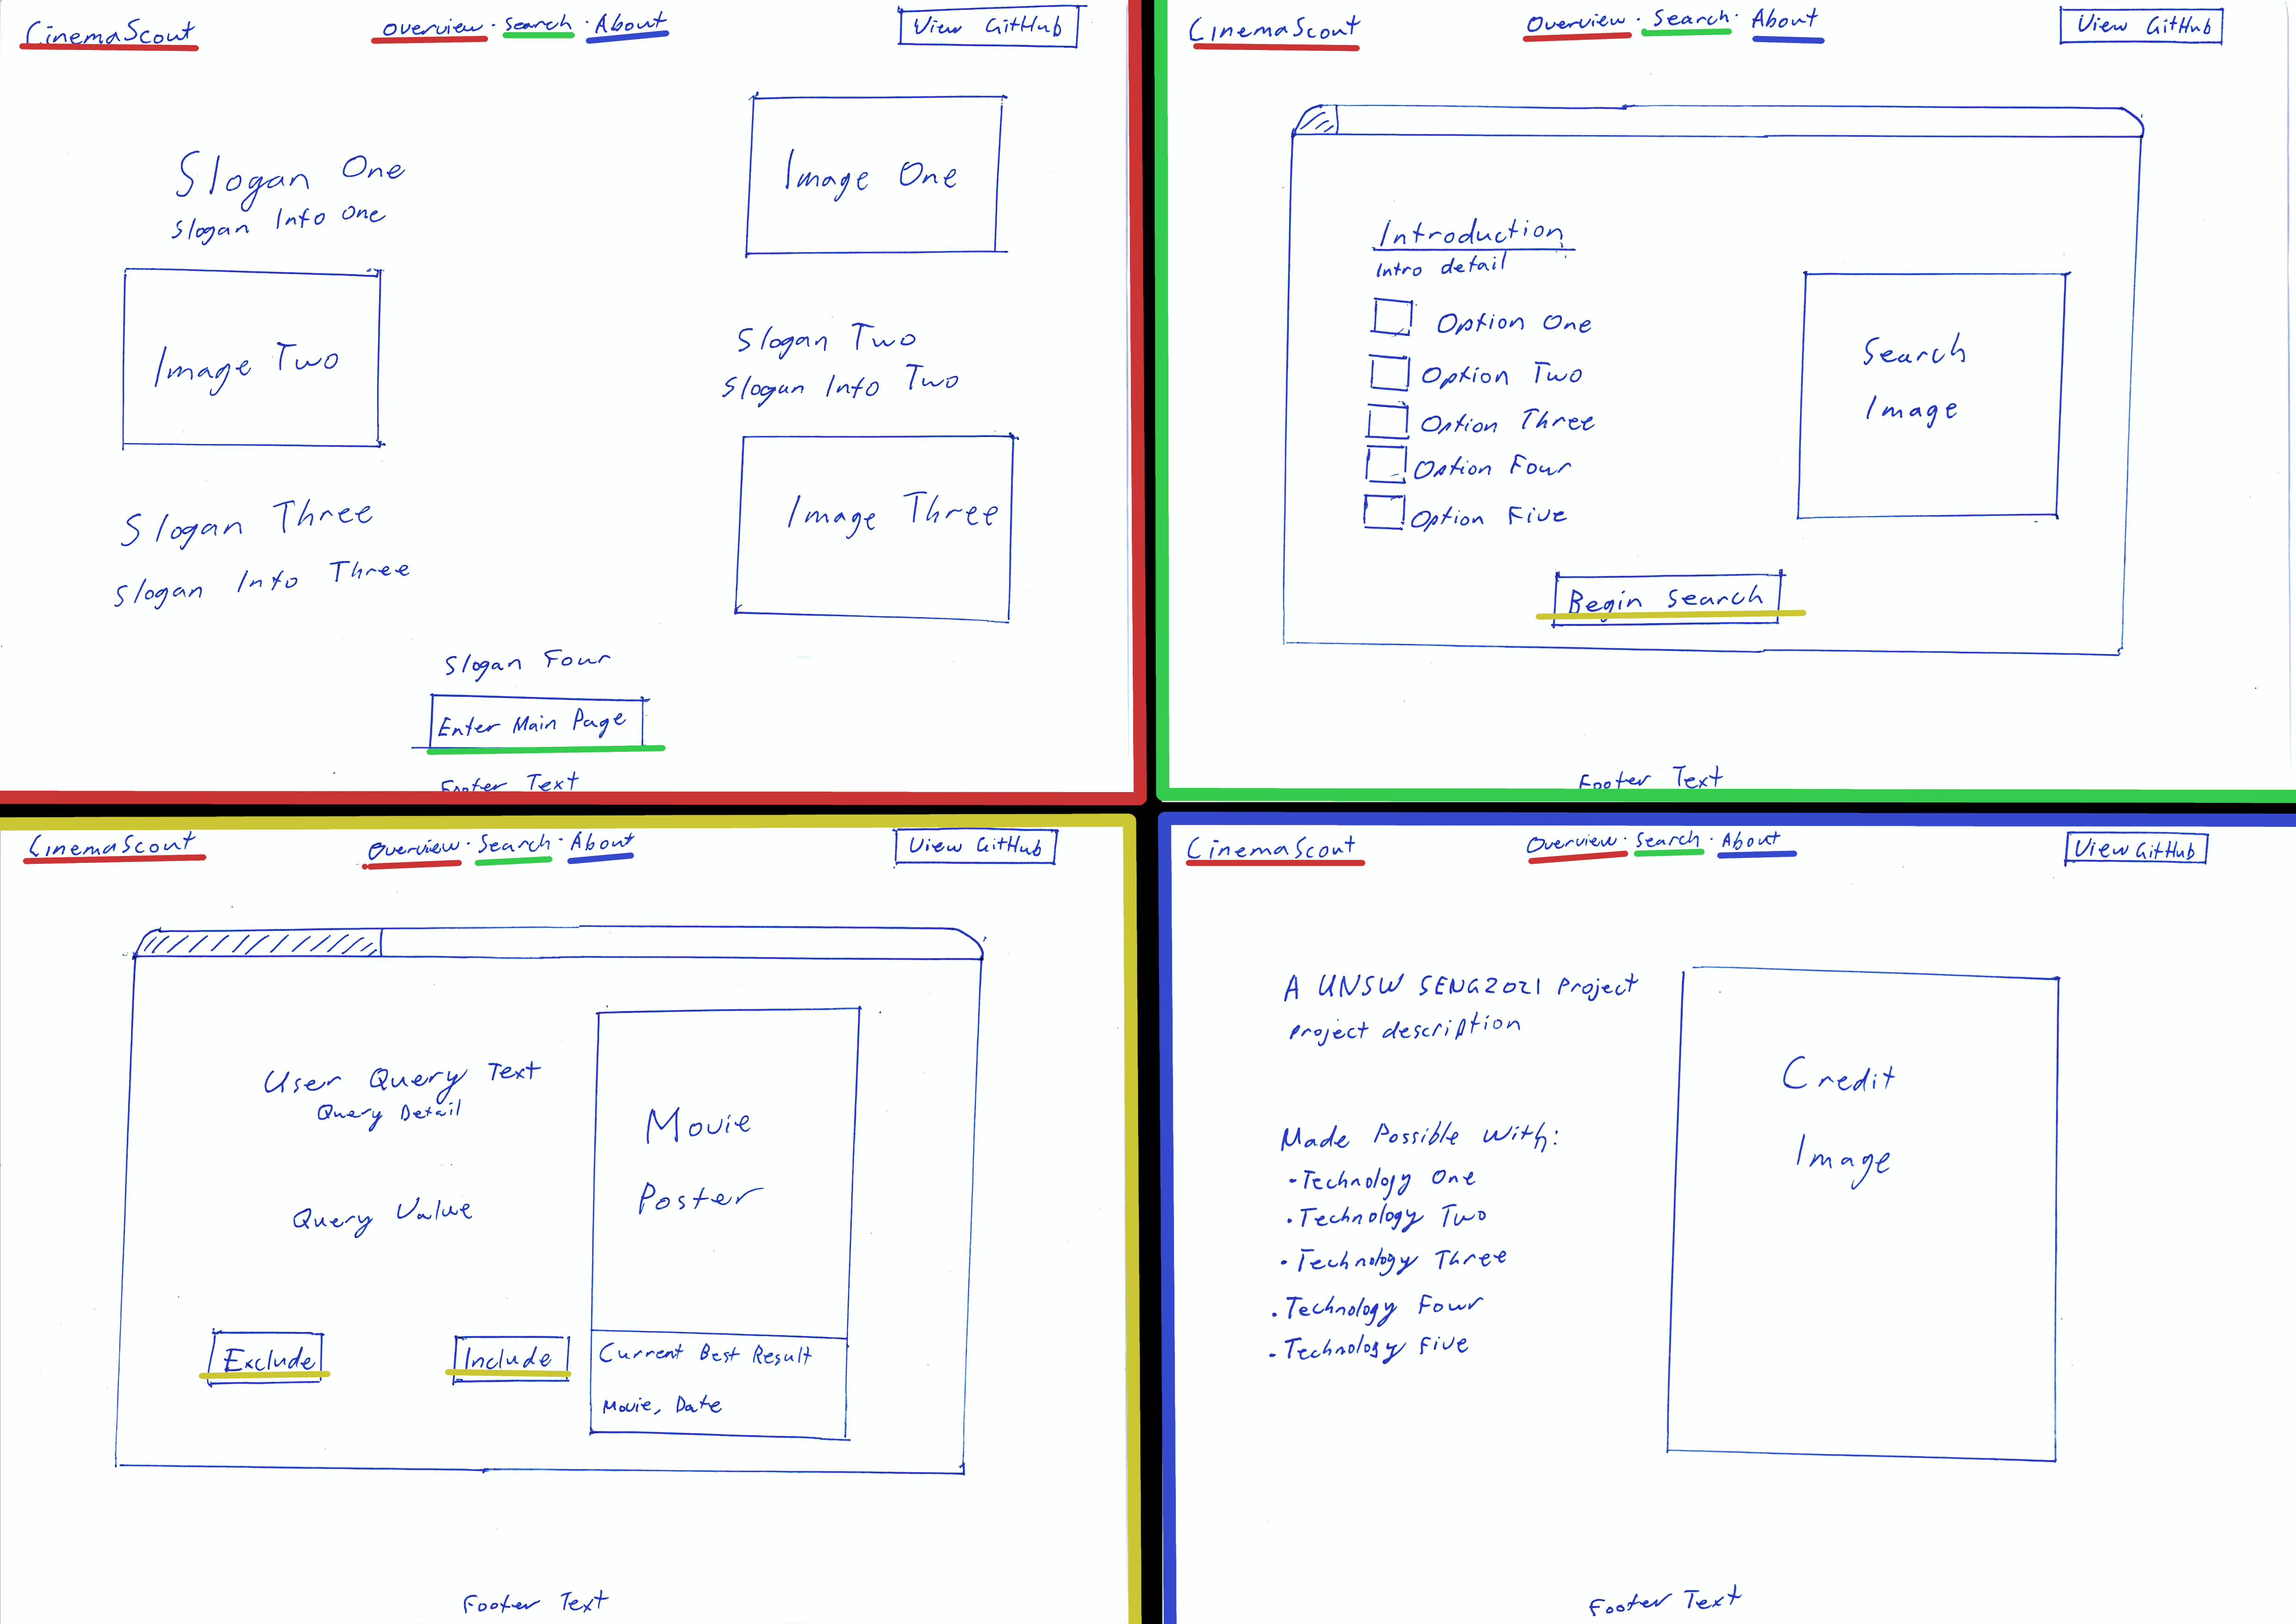 CinemaScout
Overview · Search · About
View GitHub
Slogan One
Slogan Info One
Image One
Image Two
Slogan Two
Slogan Info Two
Slogan Three
Slogan Info Three
Image Three
Slogan Four
Enter Main Page
Footer Text
CinemaScout
Overview · Search · About
View GitHub
Introduction
Intro detail
Option One
Option Two
Option Three
Option Four
Option Five
Search
Image
Begin Search
Footer Text
CinemaScout
Overview · Search · About
View GitHub
User Query Text
Query Detail
Query Value
Exclude
Include
Movie
Poster
Current Best Result
Movie, Date
Footer Text
CinemaScout
Overview · Search · About
View GitHub
A UNSW SENG2021 Project
Project description
Made Possible With:
· Technology One
· Technology Two
· Technology Three
· Technology Four
· Technology Five
Credit
Image
Footer Text